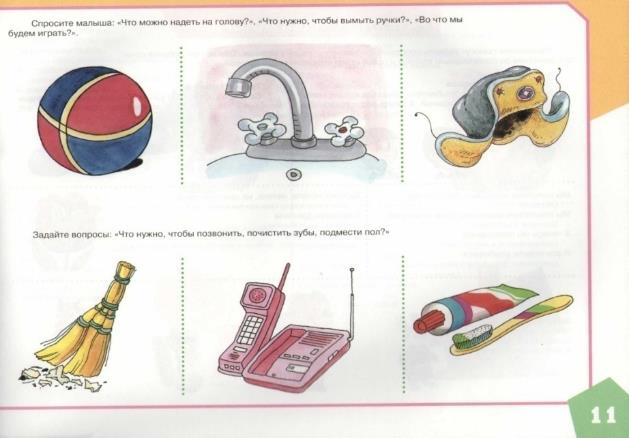 Спросите малыша: «Что можно надеть на голову?», «Что нужно, чтобы вымыть ручки?», «Во что мы
будем играть?».
Задайте вопросы: «Что нужно, чтобы позвонить, почистить зубы, подмести пол?»
11